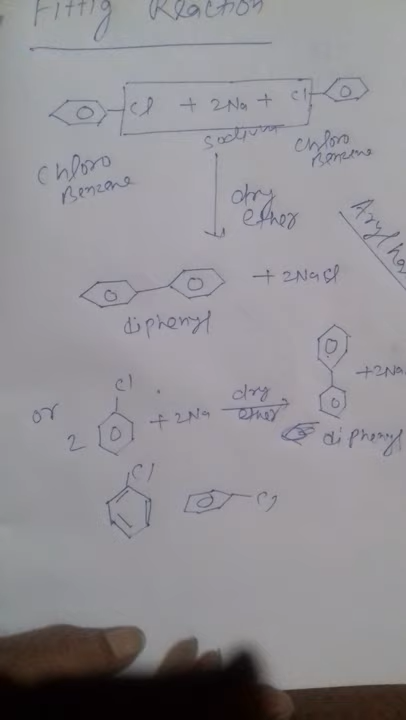 Fittig Reaction
Cl + 2Na + Cl
Sodium
Chloro Benzene
Chloro Benzene
dry ether
+ 2NaCl
diphenyl
or 2 Cl + 2Na dry ether + 2Na
diphenyl
Cl Cl